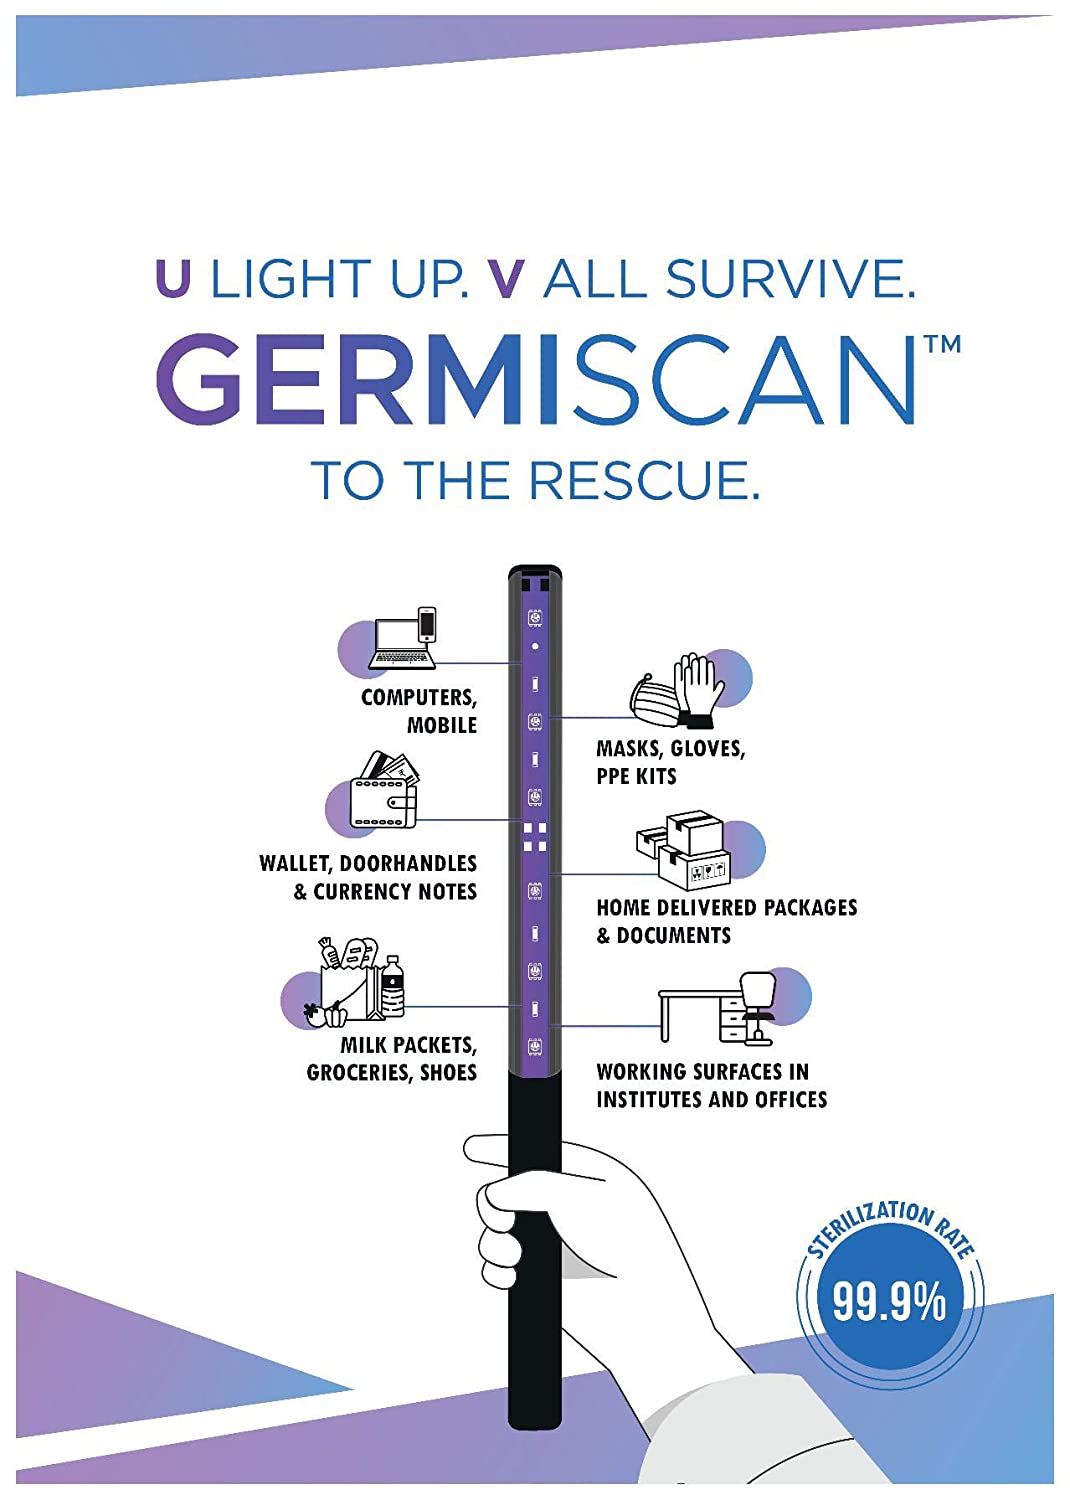 U LIGHT UP. V ALL SURVIVE.
GERMISCAN™
TO THE RESCUE.
COMPUTERS,
MOBILE
MASKS, GLOVES,
PPE KITS
WALLET, DOORHANDLES
& CURRENCY NOTES
HOME DELIVERED PACKAGES
& DOCUMENTS
MILK PACKETS,
GROCERIES, SHOES
WORKING SURFACES IN
INSTITUTES AND OFFICES
STERILIZATION RATE
99.9%